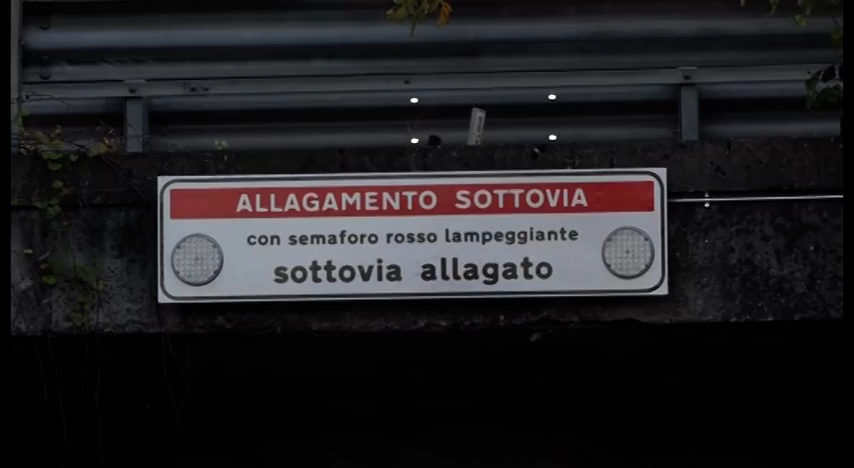 ALLAGAMENTO SOTTOVIA
con semaforo rosso lampeggiante
sottovia allagato